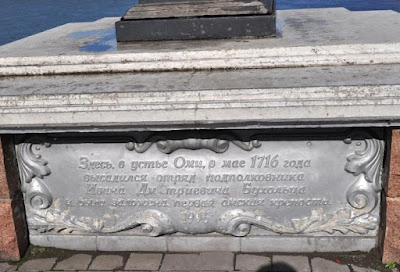 Здесь, в устье Оми, в мае 1716 года
высадился отряд подполковника
Ивана Дмитриевича Бухольца
и была заложена первая омская крепость.